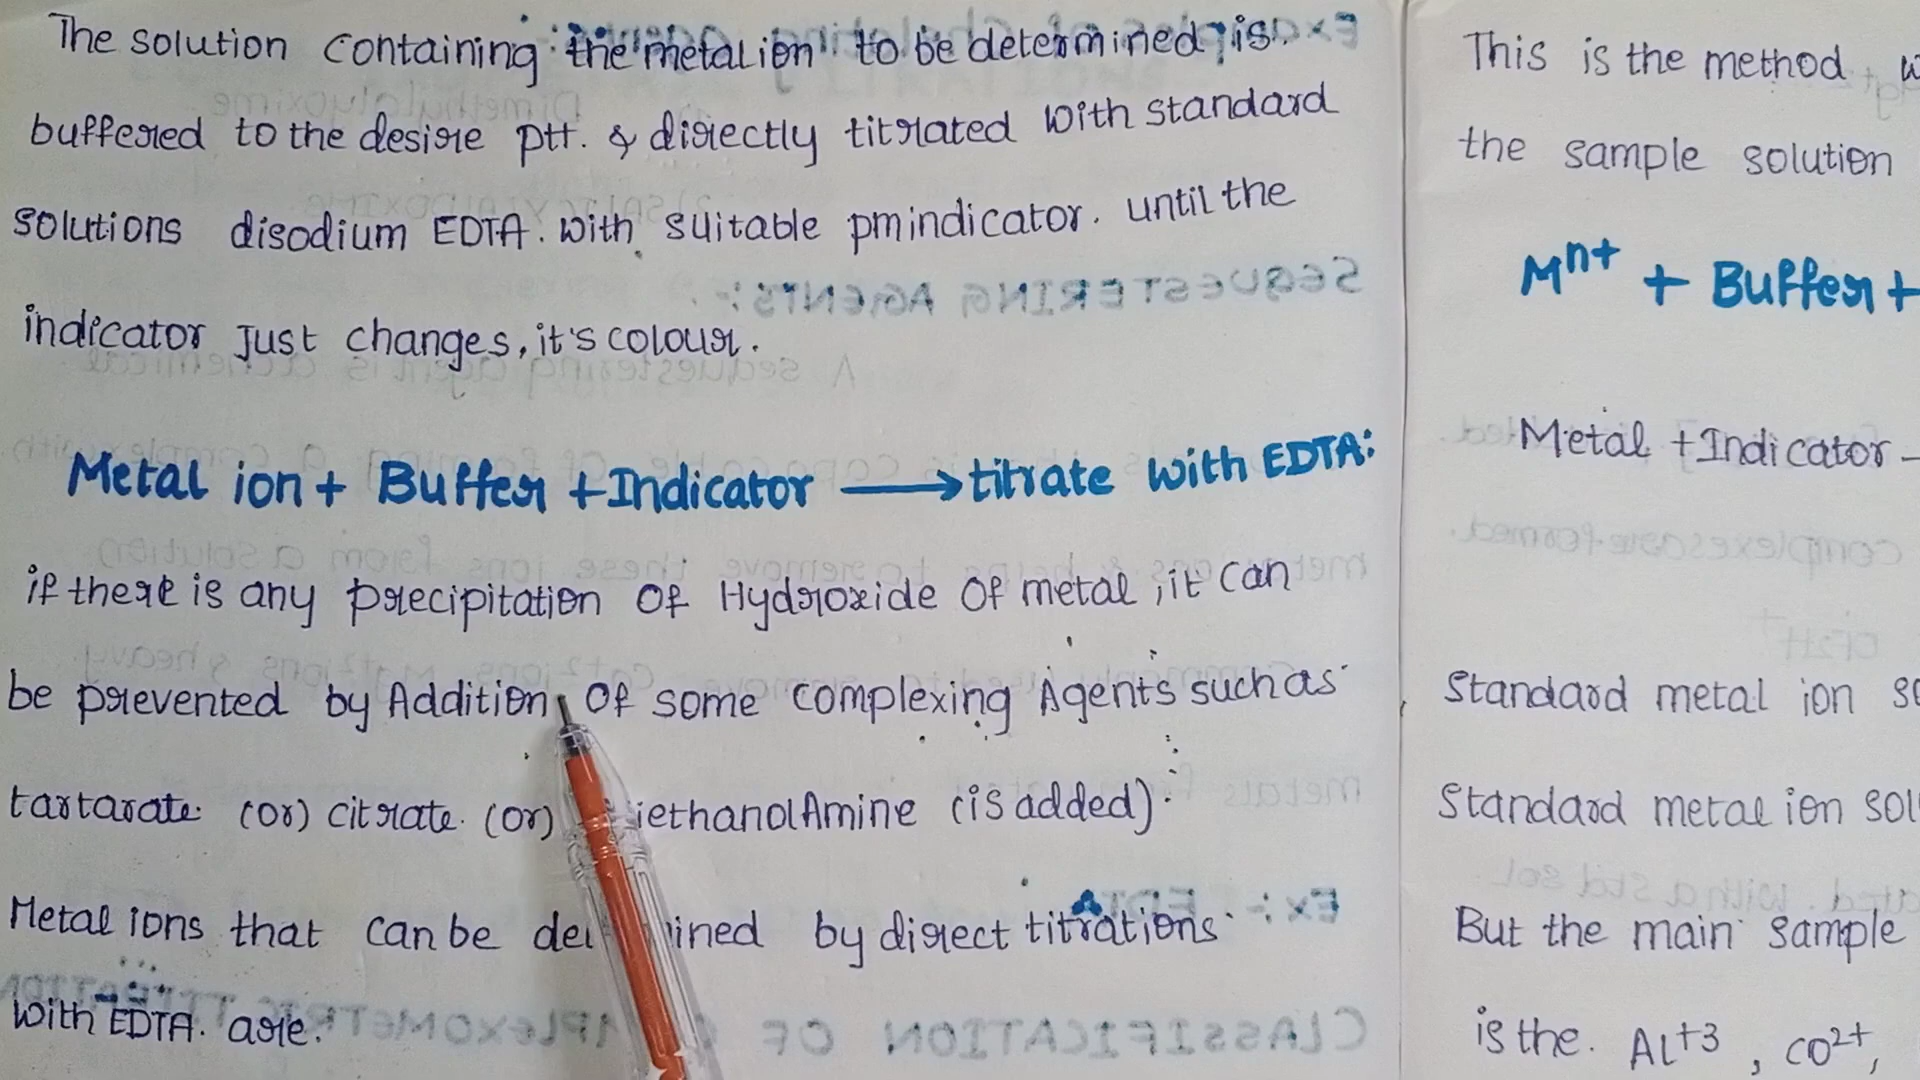 The solution containing the metal ion to be determined is
buffered to the desire pH. & directly titrated with standard
solutions disodium EDTA. with suitable pmindicator. until the
indicator just changes, it's colour.
Metal ion + Buffer + Indicator → titrate with EDTA:
if there is any precipitation of Hydroxide of metal, it can
be prevented by Addition of some complexing Agents such as
tartarate (or) citrate. (or) iethanolAmine (is added).
Metal ions that can be ined by direct titrations
with EDTA. are.
This is the method
the sample solution
Mⁿ⁺ + Buffer +
Metal + Indicator
Standard metal ion
Standard metal ion
But the main sample
is the. Al⁺³, CO²⁺,